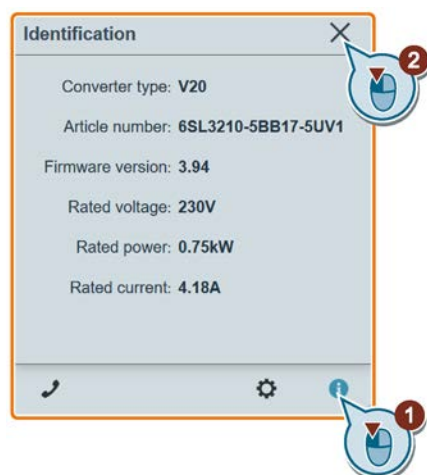 Identification
2
Converter type: V20
Article number: 6SL3210-5BB17-5UV1
Firmware version: 3.94
Rated voltage: 230V
Rated power: 0.75kW
Rated current: 4.18A
1